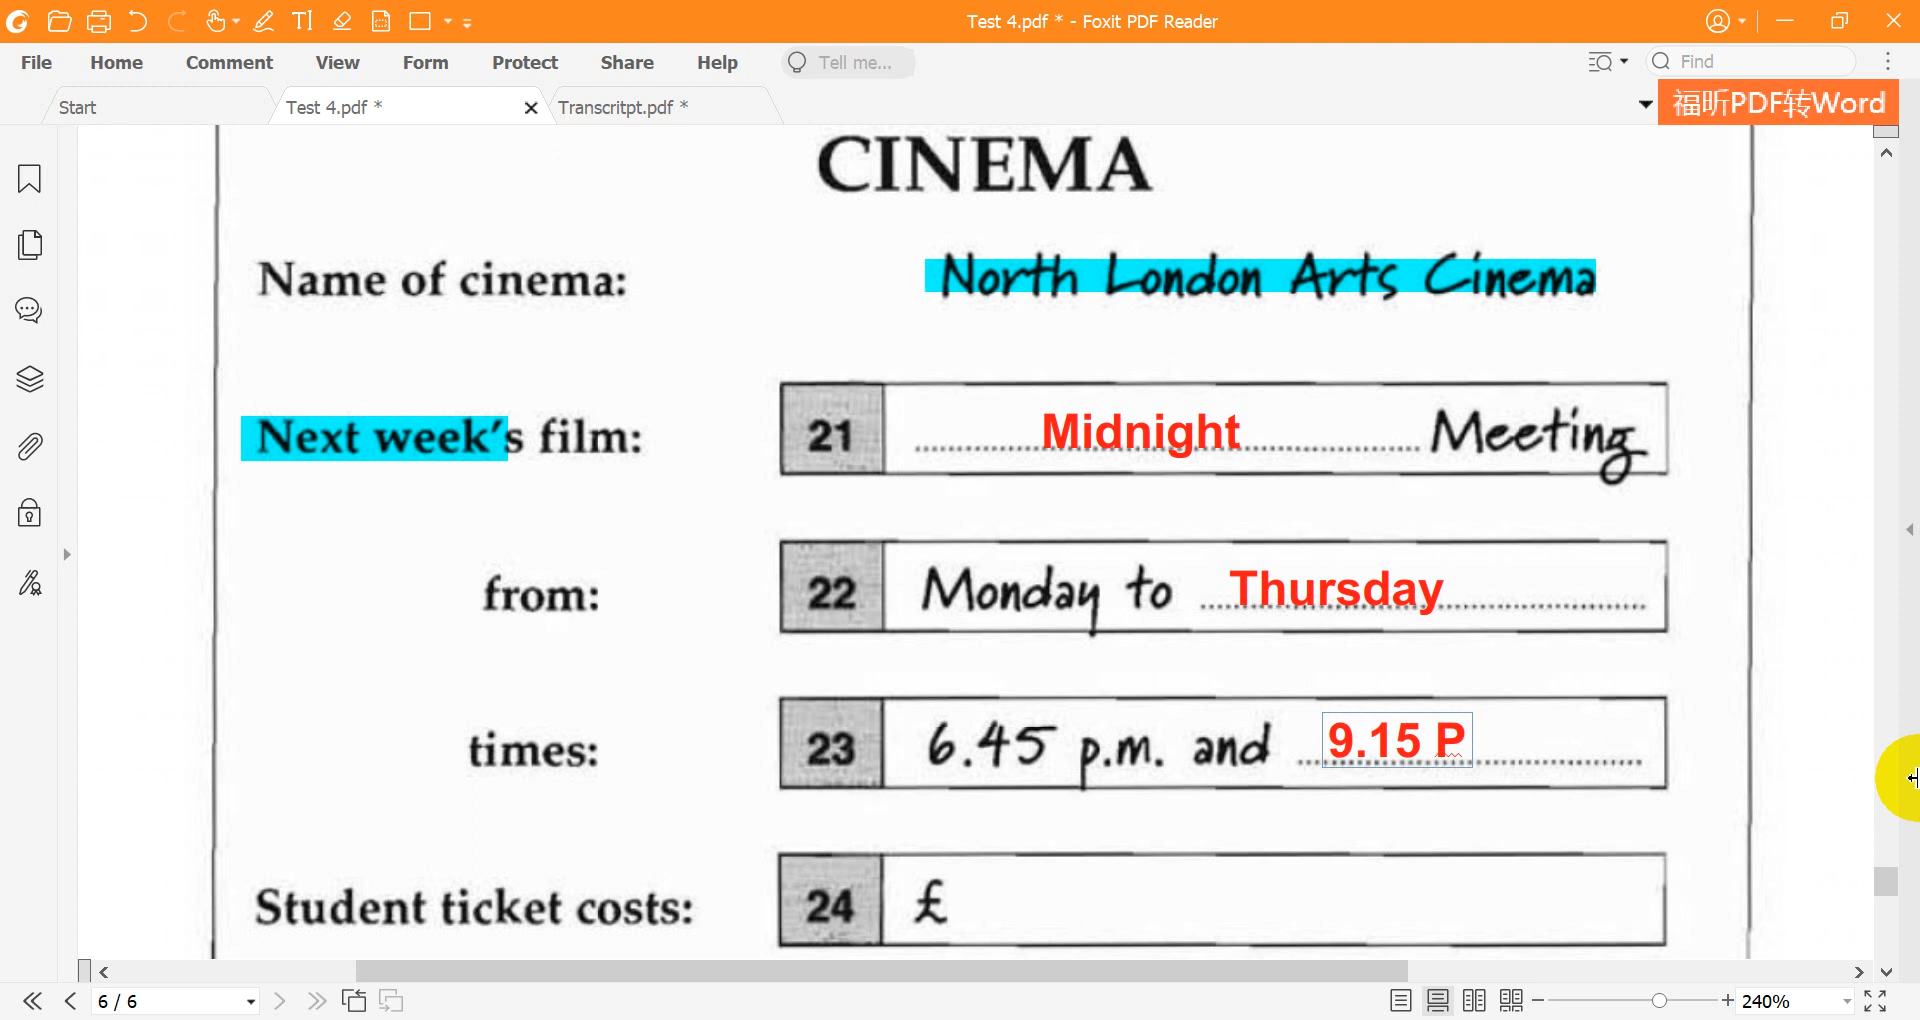 Test 4.pdf * - Foxit PDF Reader
File Home Comment View Form Protect Share Help Tell me... Find
Start Test 4.pdf * Transcritpt.pdf * 福昕PDF转Word
CINEMA
Name of cinema: North London Arts Cinema
Next week's film: 21 Midnight Meeting
from: 22 Monday to Thursday
times: 23 6.45 p.m. and 9.15 P
Student ticket costs: 24 £
6 / 6 240%